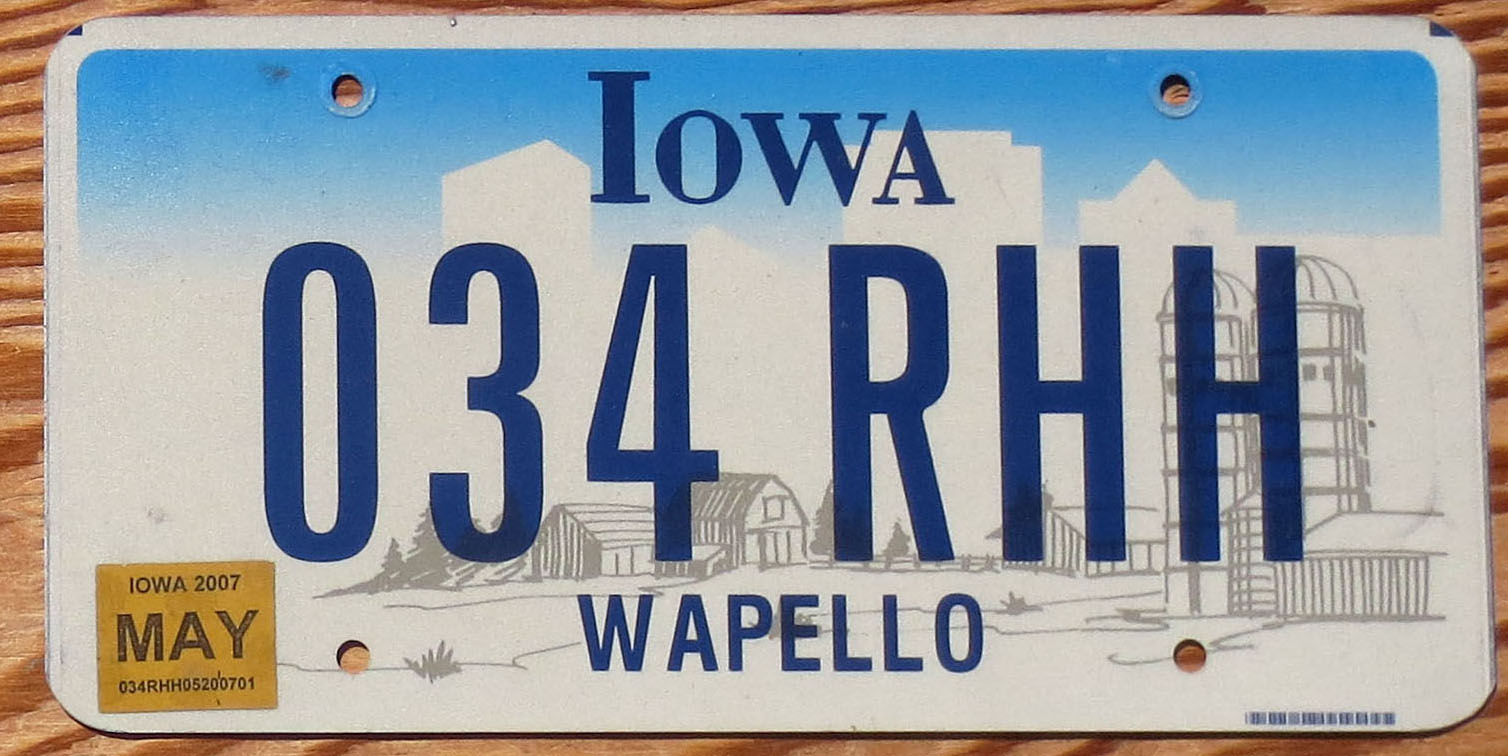 IOWA
034 RHH
WAPELLO
IOWA 2007
MAY
034RHH05200701